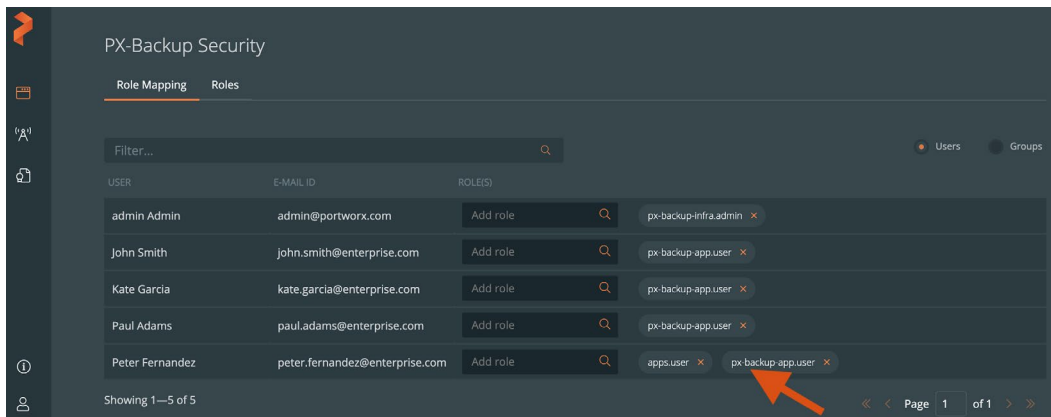 PX-Backup Security
Role Mapping Roles
Filter... Users Groups
USER E-MAIL ID ROLE(S)
admin Admin admin@portworx.com Add role px-backup-infra.admin ×
John Smith john.smith@enterprise.com Add role px-backup-app.user ×
Kate Garcia kate.garcia@enterprise.com Add role px-backup-app.user ×
Paul Adams paul.adams@enterprise.com Add role px-backup-app.user ×
Peter Fernandez peter.fernandez@enterprise.com Add role apps.user × px-backup-app.user ×
Showing 1—5 of 5 « < Page 1 of 1 > »